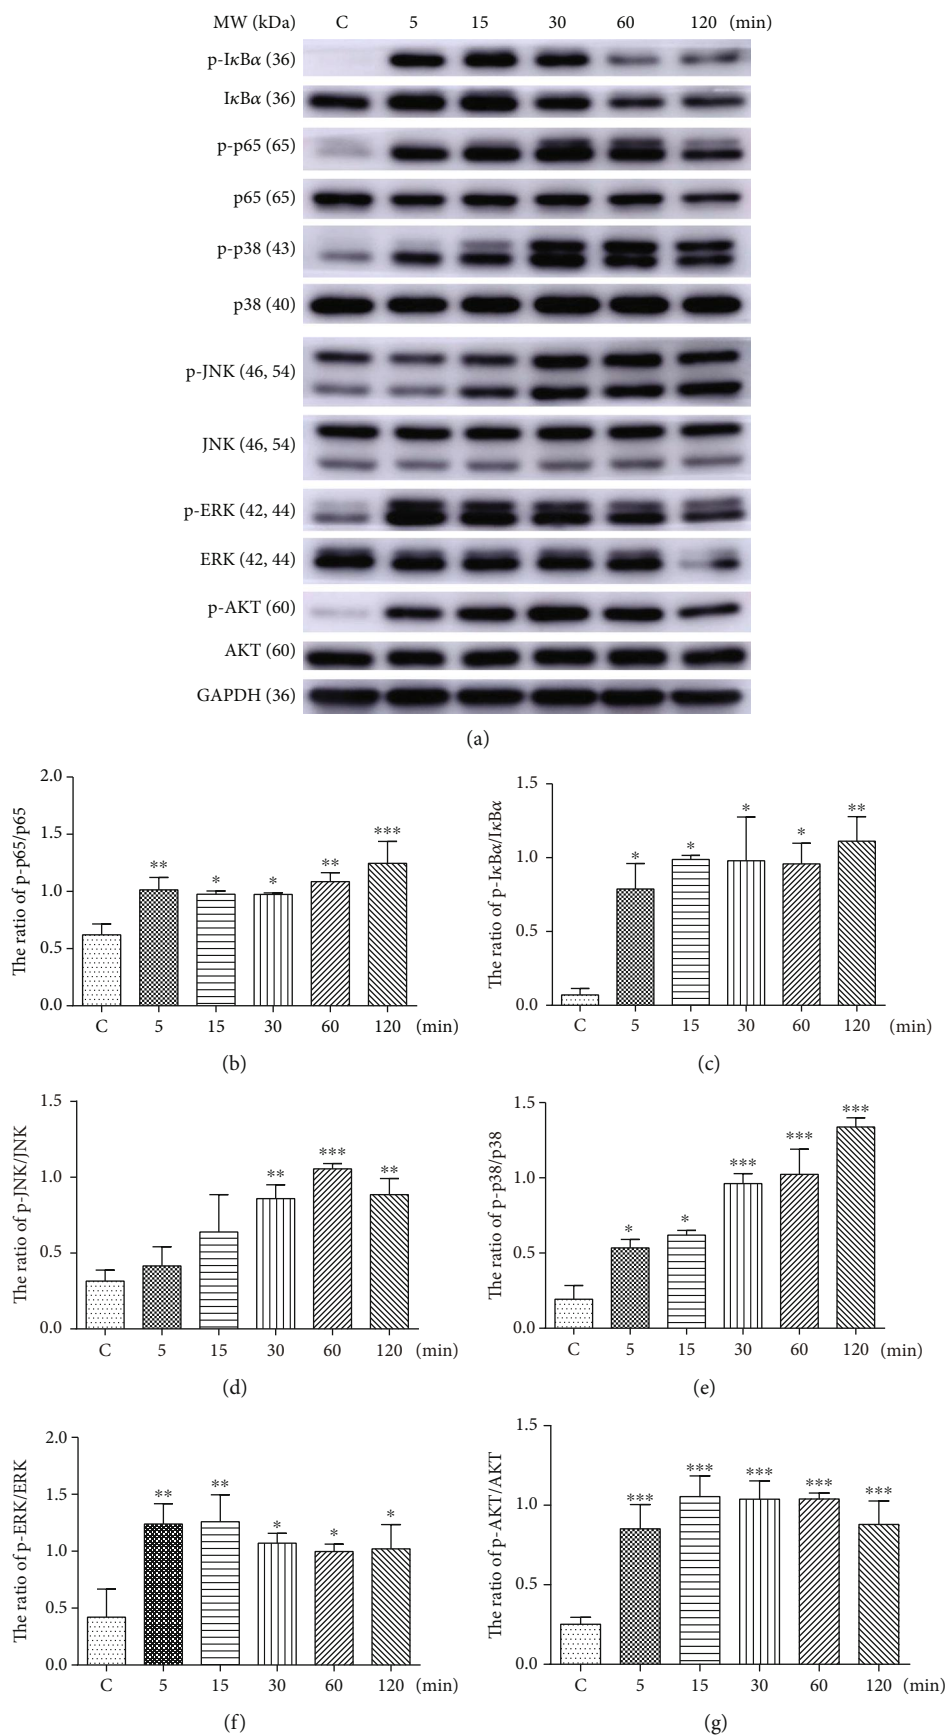 MW (kDa) C 5 15 30 60 120 (min)
p-IκBα (36)
IκBα (36)
p-p65 (65)
p65 (65)
p-p38 (43)
p38 (40)
p-JNK (46, 54)
JNK (46, 54)
p-ERK (42, 44)
ERK (42, 44)
p-AKT (60)
AKT (60)
GAPDH (36)
(a)
The ratio of p-p65/p65
2.0
1.5
1.0
0.5
0.0
** * * ** ***
C 5 15 30 60 120 (min)
(b)
The ratio of p-IκBα/IκBα
1.5
1.0
0.5
0.0
* * * * **
C 5 15 30 60 120 (min)
(c)
The ratio of p-JNK/JNK
1.5
1.0
0.5
0.0
** *** **
C 5 15 30 60 120 (min)
(d)
The ratio of p-p38/p38
1.5
1.0
0.5
0.0
* * *** *** ***
C 5 15 30 60 120 (min)
(e)
The ratio of p-ERK/ERK
2.0
1.5
1.0
0.5
0.0
** ** * * *
C 5 15 30 60 120 (min)
(f)
The ratio of p-AKT/AKT
1.5
1.0
0.5
0.0
*** *** *** *** ***
C 5 15 30 60 120 (min)
(g)